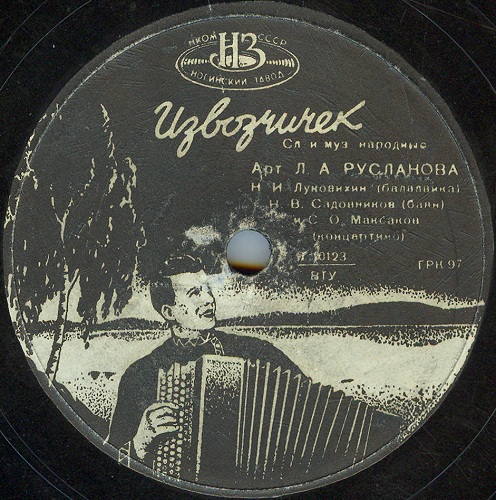 НКОМ НЗ СССР
НОГИНСКИЙ ЗАВОД
Извозчичек
Сл и муз народные
Арт Л. А РУСЛАНОВА
Н. И. Луковихин (балалайка)
Н. В. Садовников (баян)
и С. О. Максаков
(концертино)
10123
ВТУ
ГРК 97